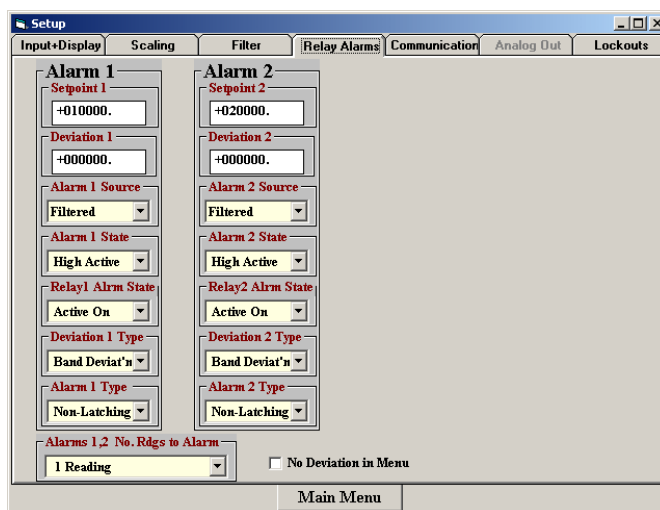 Setup
Input+Display Scaling Filter Relay Alarms Communication Analog Out Lockouts
Alarm 1 Alarm 2
Setpoint 1 Setpoint 2
+010000. +020000.
Deviation 1 Deviation 2
+000000. +000000.
Alarm 1 Source Alarm 2 Source
Filtered Filtered
Alarm 1 State Alarm 2 State
High Active High Active
Relay1 Alrm State Relay2 Alrm State
Active On Active On
Deviation 1 Type Deviation 2 Type
Band Deviat'n Band Deviat'n
Alarm 1 Type Alarm 2 Type
Non-Latching Non-Latching
Alarms 1,2 No. Rdgs to Alarm
1 Reading No Deviation in Menu
Main Menu